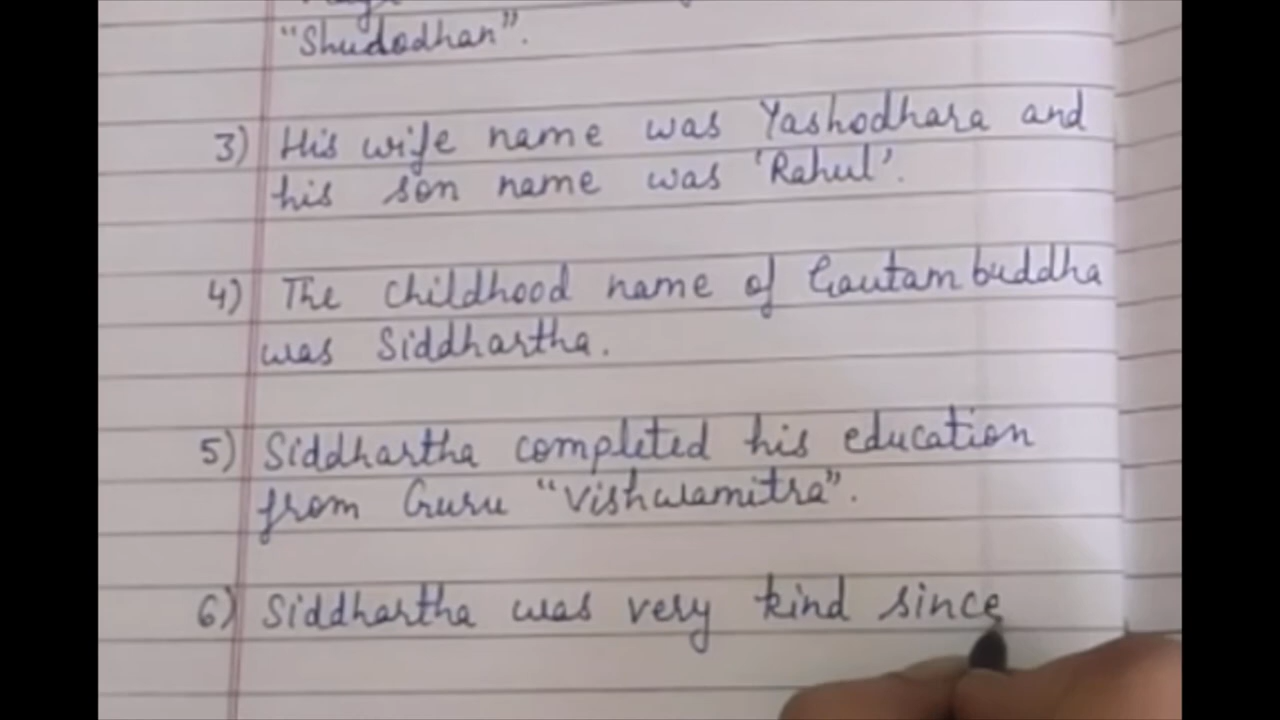 "Shudodhan".
3) His wife name was Yashodhara and
his son name was 'Rahul'.
4) The childhood name of Gautam buddha
was Siddhartha.
5) Siddhartha completed his education
from Guru "Vishwamitra".
6) Siddhartha was very kind since